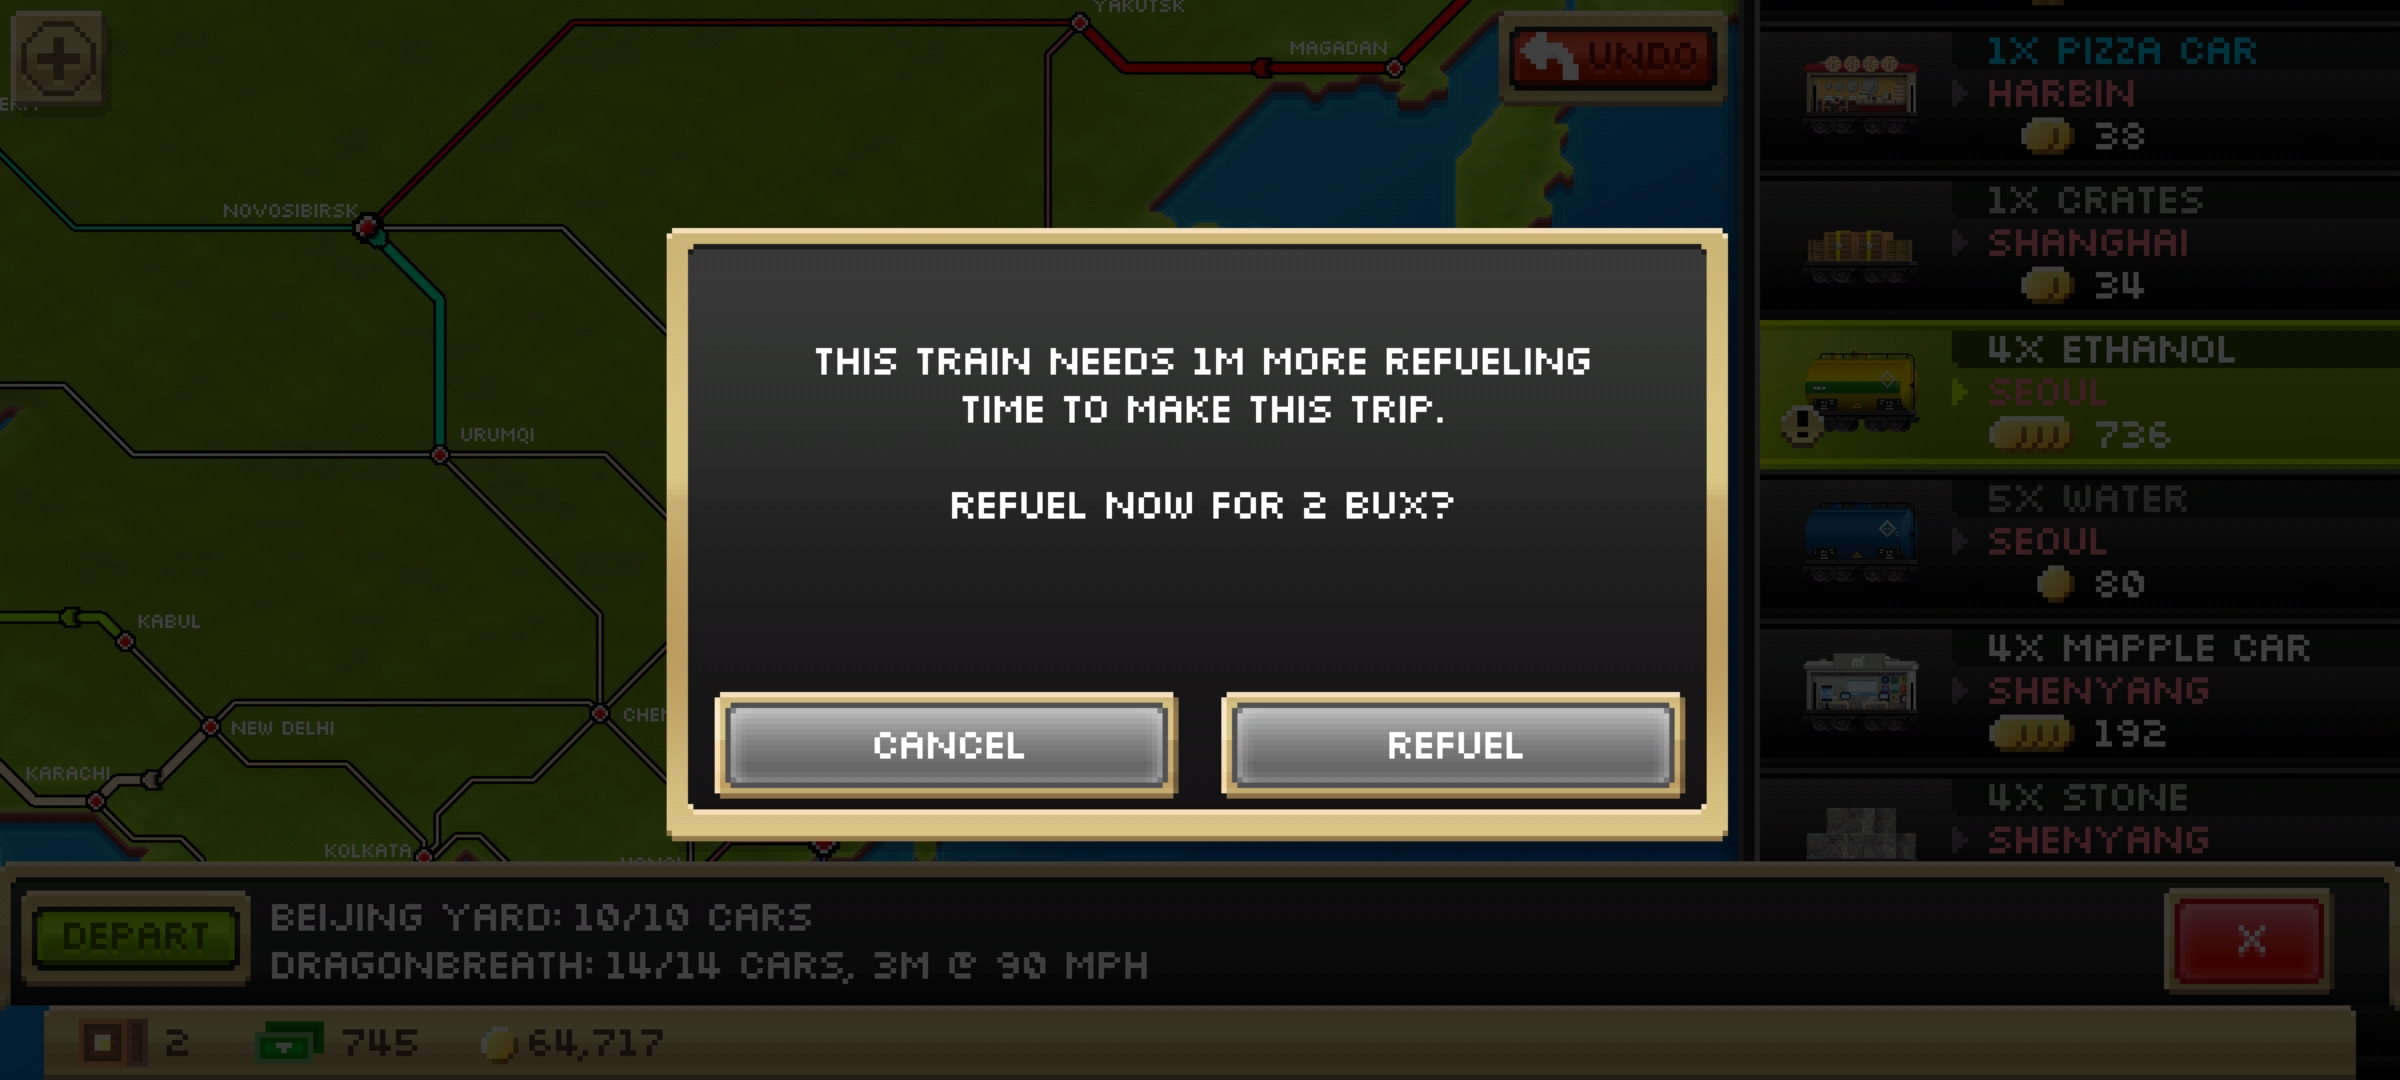 YAKUTSK
MAGADAN
UNDO
NOVOSIBIRSK
URUMQI
KABUL
NEW DELHI
KARACHI
KOLKATA
THIS TRAIN NEEDS 1M MORE REFUELING
TIME TO MAKE THIS TRIP.
REFUEL NOW FOR 2 BUX?
CANCEL
REFUEL
1X PIZZA CAR
HARBIN
38
1X CRATES
SHANGHAI
34
4X ETHANOL
SEOUL
736
5X WATER
SEOUL
80
4X MAPPLE CAR
SHENYANG
192
4X STONE
SHENYANG
DEPART
BEIJING YARD: 10/10 CARS
DRAGONBREATH: 14/14 CARS, 3M @ 90 MPH
X
2
745
64,717